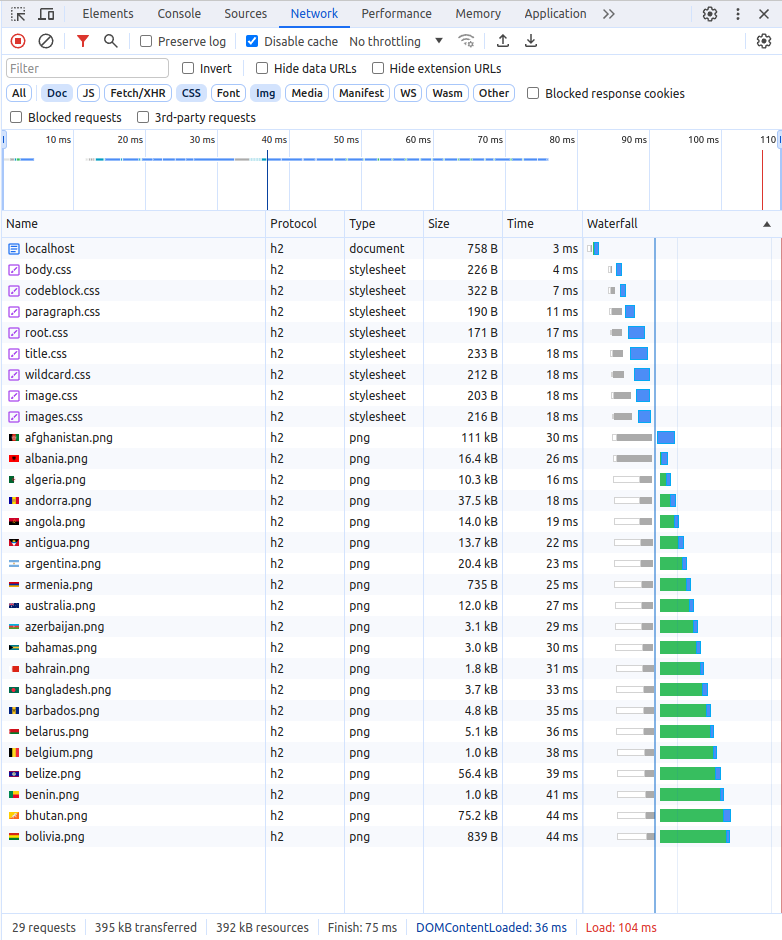 Elements Console Sources Network Performance Memory Application
Preserve log Disable cache No throttling
Filter Invert Hide data URLs Hide extension URLs
All Doc JS Fetch/XHR CSS Font Img Media Manifest WS Wasm Other Blocked response cookies
Blocked requests 3rd-party requests
10 ms 20 ms 30 ms 40 ms 50 ms 60 ms 70 ms 80 ms 90 ms 100 ms 110
Name Protocol Type Size Time Waterfall
localhost h2 document 758 B 3 ms
body.css h2 stylesheet 226 B 4 ms
codeblock.css h2 stylesheet 322 B 7 ms
paragraph.css h2 stylesheet 190 B 11 ms
root.css h2 stylesheet 171 B 17 ms
title.css h2 stylesheet 233 B 18 ms
wildcard.css h2 stylesheet 212 B 18 ms
image.css h2 stylesheet 203 B 18 ms
images.css h2 stylesheet 216 B 18 ms
afghanistan.png h2 png 111 kB 30 ms
albania.png h2 png 16.4 kB 26 ms
algeria.png h2 png 10.3 kB 16 ms
andorra.png h2 png 37.5 kB 18 ms
angola.png h2 png 14.0 kB 19 ms
antigua.png h2 png 13.7 kB 22 ms
argentina.png h2 png 20.4 kB 23 ms
armenia.png h2 png 735 B 25 ms
australia.png h2 png 12.0 kB 27 ms
azerbaijan.png h2 png 3.1 kB 29 ms
bahamas.png h2 png 3.0 kB 30 ms
bahrain.png h2 png 1.8 kB 31 ms
bangladesh.png h2 png 3.7 kB 33 ms
barbados.png h2 png 4.8 kB 35 ms
belarus.png h2 png 5.1 kB 36 ms
belgium.png h2 png 1.0 kB 38 ms
belize.png h2 png 56.4 kB 39 ms
benin.png h2 png 1.0 kB 41 ms
bhutan.png h2 png 75.2 kB 44 ms
bolivia.png h2 png 839 B 44 ms
29 requests 395 kB transferred 392 kB resources Finish: 75 ms DOMContentLoaded: 36 ms Load: 104 ms